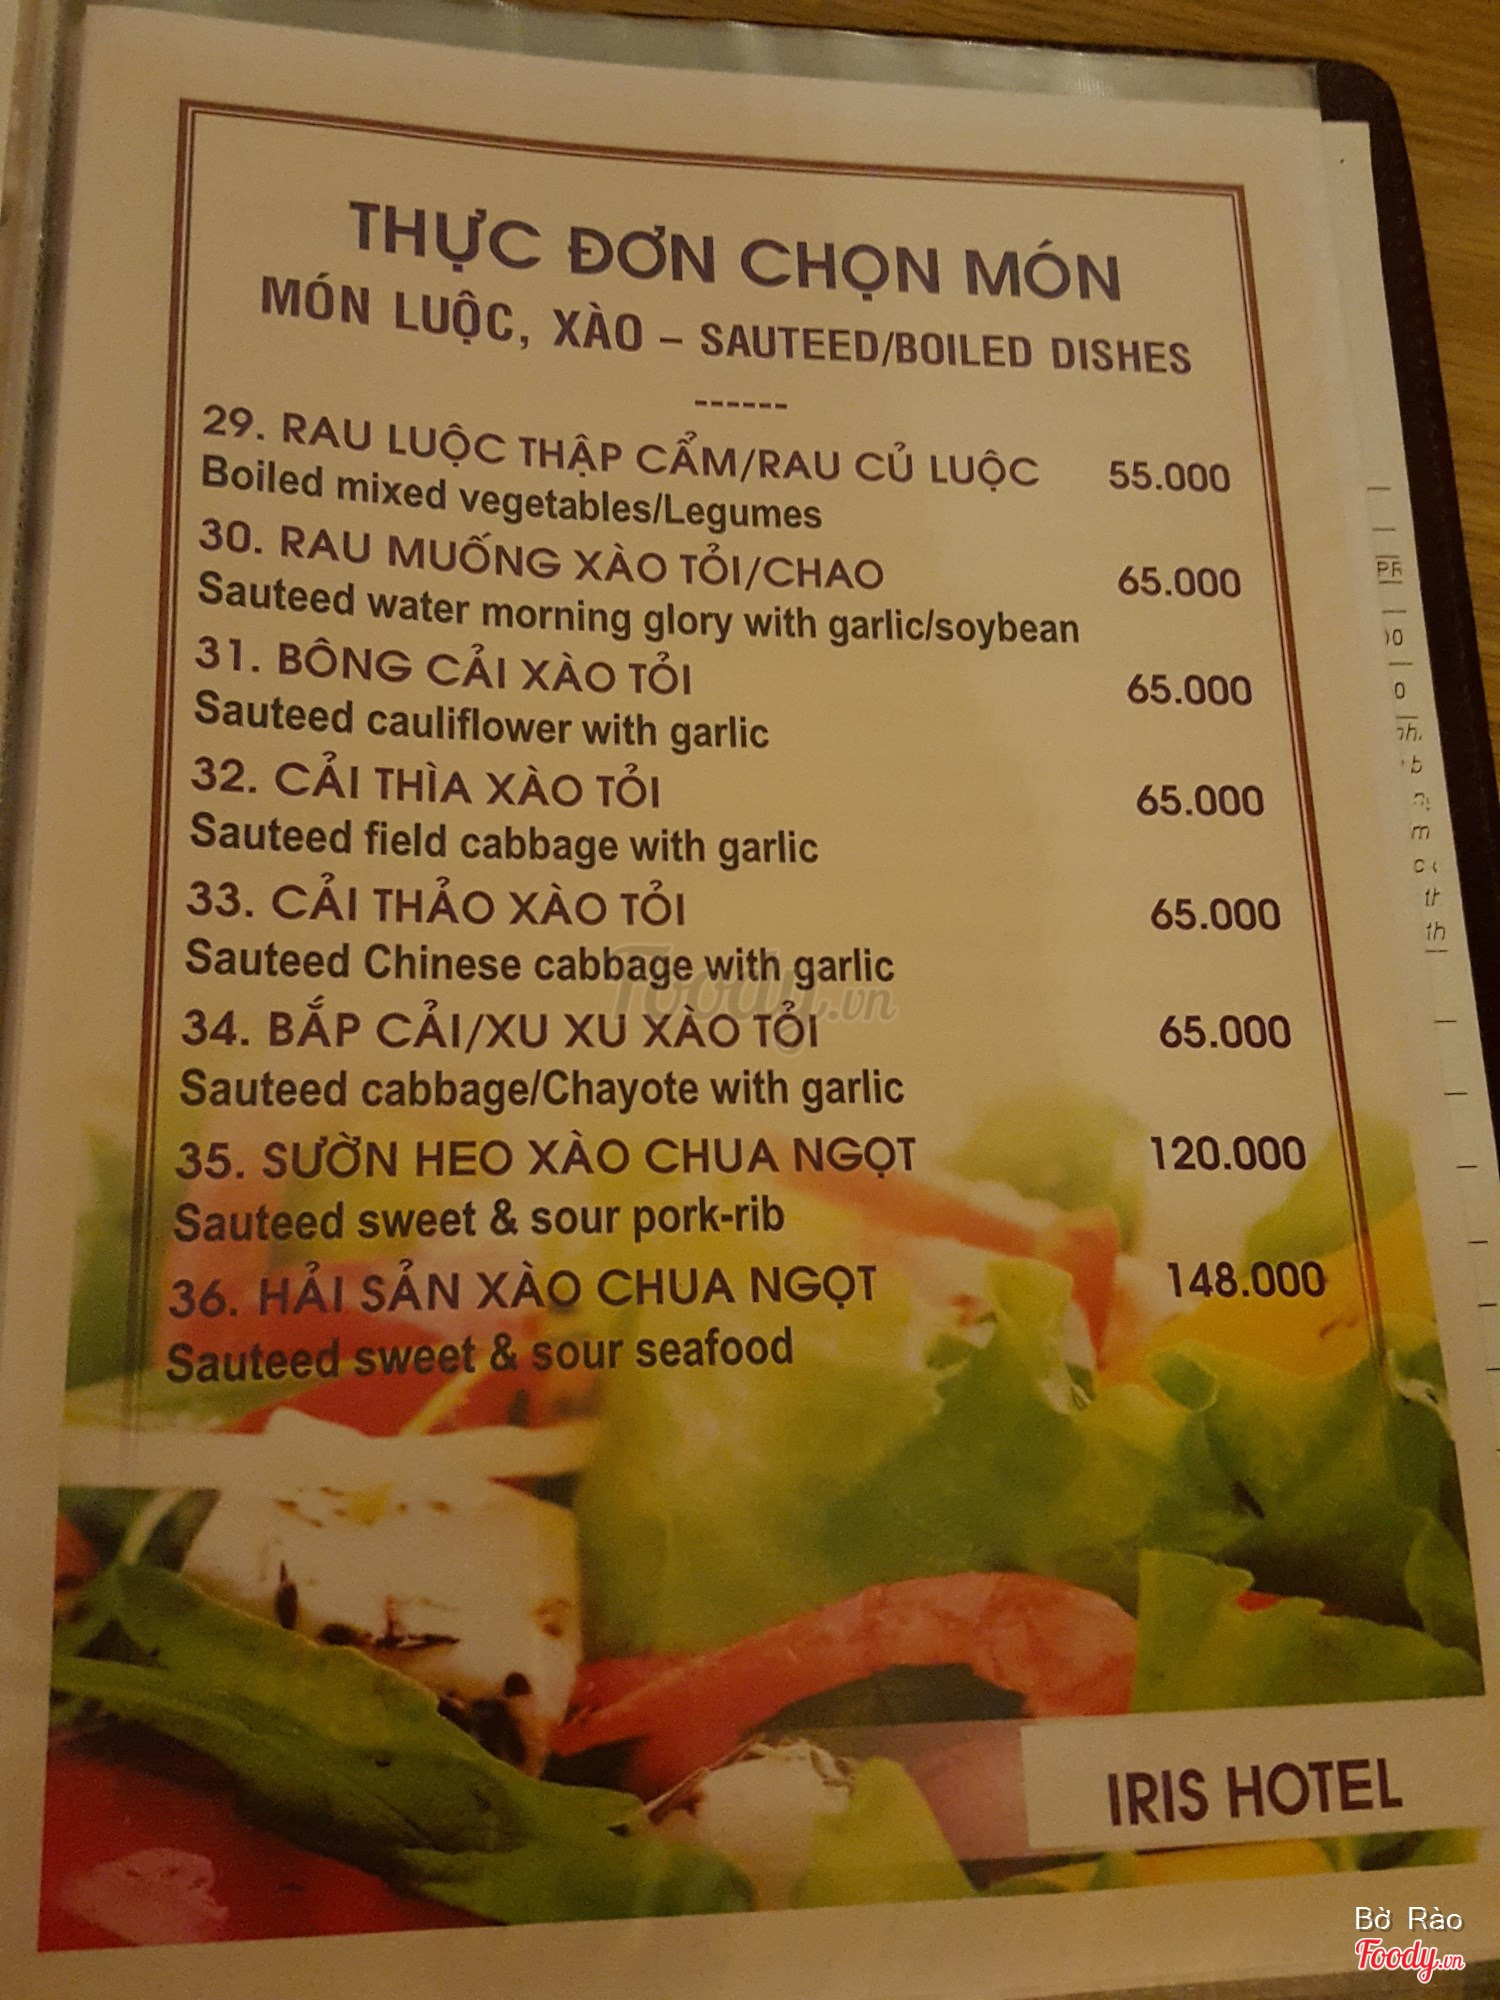 THỰC ĐƠN CHỌN MÓN
MÓN LUỘC, XÀO – SAUTEED/BOILED DISHES
------
29. RAU LUỘC THẬP CẨM/RAU CỦ LUỘC 55.000
Boiled mixed vegetables/Legumes
30. RAU MUỐNG XÀO TỎI/CHAO 65.000
Sauteed water morning glory with garlic/soybean
31. BÔNG CẢI XÀO TỎI 65.000
Sauteed cauliflower with garlic
32. CẢI THÌA XÀO TỎI 65.000
Sauteed field cabbage with garlic
33. CẢI THẢO XÀO TỎI 65.000
Sauteed Chinese cabbage with garlic
34. BẮP CẢI/XU XU XÀO TỎI 65.000
Sauteed cabbage/Chayote with garlic
35. SƯỜN HEO XÀO CHUA NGỌT 120.000
Sauteed sweet & sour pork-rib
36. HẢI SẢN XÀO CHUA NGỌT 148.000
Sauteed sweet & sour seafood
Foody.vn
IRIS HOTEL
Bờ Rào
Foody.vn